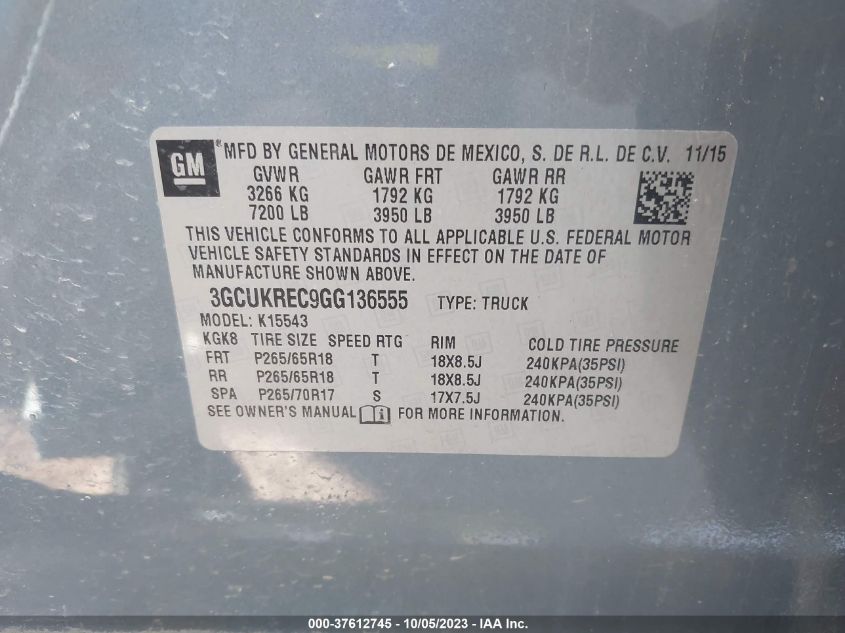 GM ® MFD BY GENERAL MOTORS DE MEXICO, S. DE R.L. DE C.V. 11/15
GVWR GAWR FRT GAWR RR
3266 KG 1792 KG 1792 KG
7200 LB 3950 LB 3950 LB
THIS VEHICLE CONFORMS TO ALL APPLICABLE U.S. FEDERAL MOTOR
VEHICLE SAFETY STANDARDS IN EFFECT ON THE DATE OF
MANUFACTURE SHOWN ABOVE.
3GCUKREC9GG136555 TYPE: TRUCK
MODEL: K15543
KGK8 TIRE SIZE SPEED RTG RIM COLD TIRE PRESSURE
FRT P265/65R18 T 18X8.5J 240KPA(35PSI)
RR P265/65R18 T 18X8.5J 240KPA(35PSI)
SPA P265/70R17 S 17X7.5J 240KPA(35PSI)
SEE OWNER'S MANUAL FOR MORE INFORMATION.
000-37612745 - 10/05/2023 - IAA Inc.